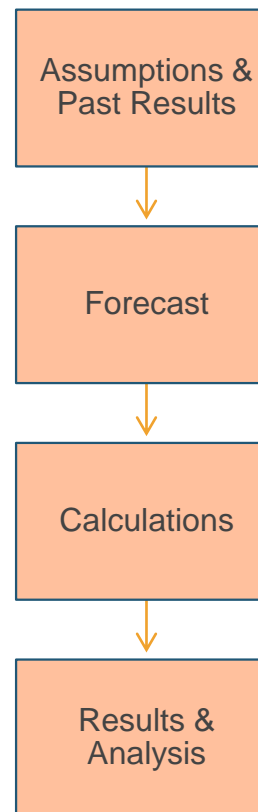 Assumptions &
Past Results
Forecast
Calculations
Results &
Analysis